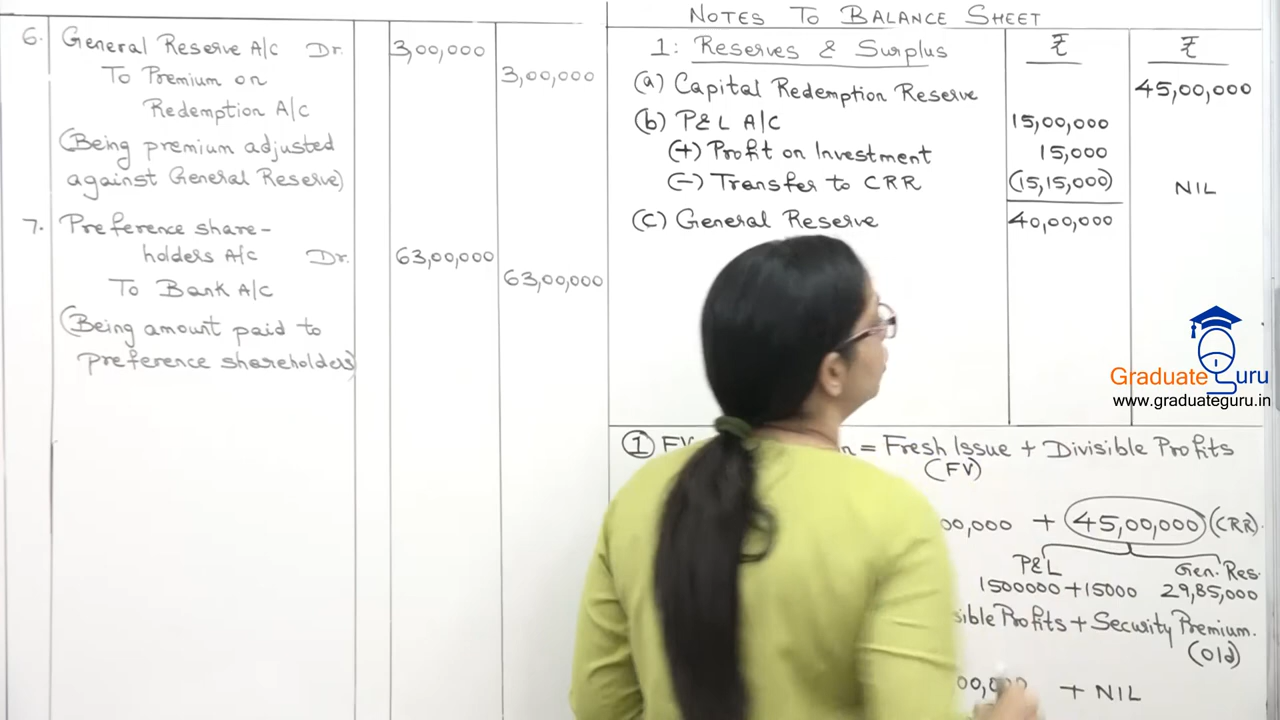 6. General Reserve A/c Dr. 3,00,000
To Premium on 3,00,000
Redemption A/c
(Being premium adjusted
against General Reserve)
7. Preference share-
holders A/c Dr. 63,00,000
To Bank A/c 63,00,000
(Being amount paid to
preference shareholders)
NOTES TO BALANCE SHEET
1: Reserves & Surplus ₹ ₹
(a) Capital Redemption Reserve 45,00,000
(b) P&L A/C 15,00,000
(+) Profit on Investment 15,000
(-) Transfer to CRR (15,15,000) NIL
(c) General Reserve 40,00,000
Graduate Guru
www.graduateguru.in
① = Fresh Issue + Divisible Profits
(FV)
00,000 + 45,00,000 (CRR).
P&L Gen. Res.
1500000 + 15000 29,85,000
Profits + Security Premium.
(Old)
+ NIL